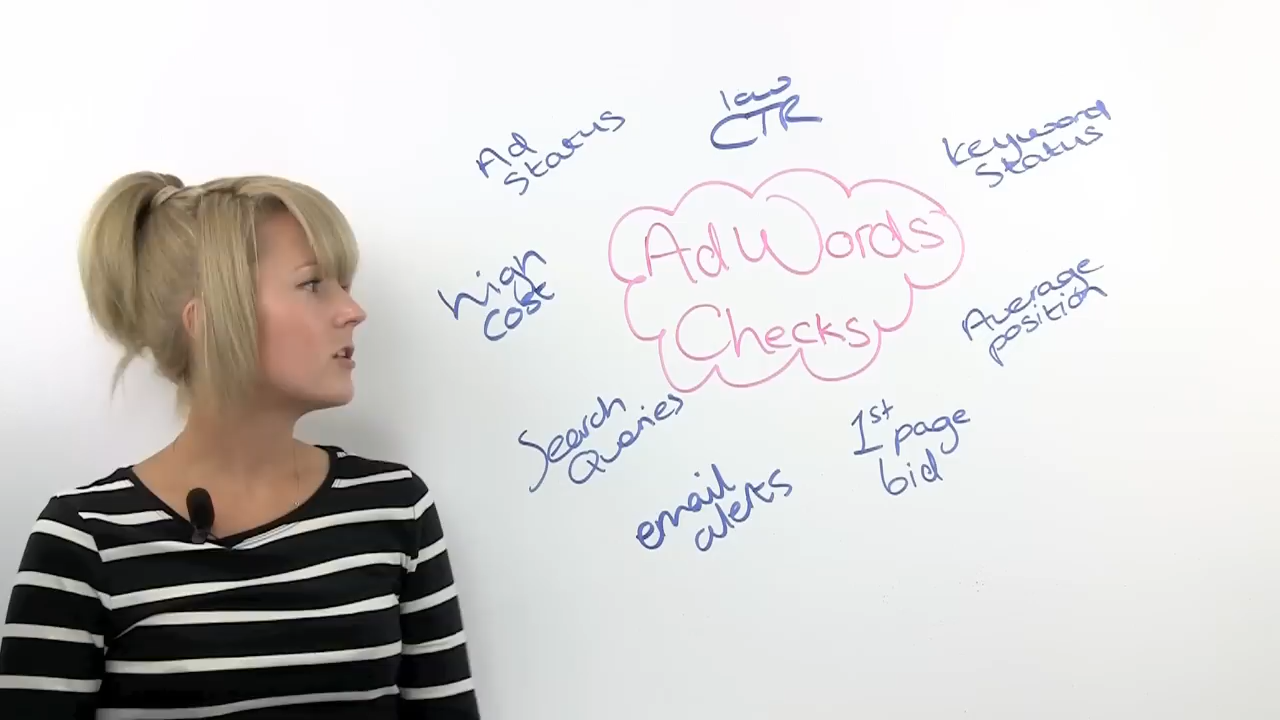 low
CTR
Ad
Status
Keyword
Status
AdWords
Checks
High
Cost
Average
position
Search
Queries
1st page
bid
email
alerts